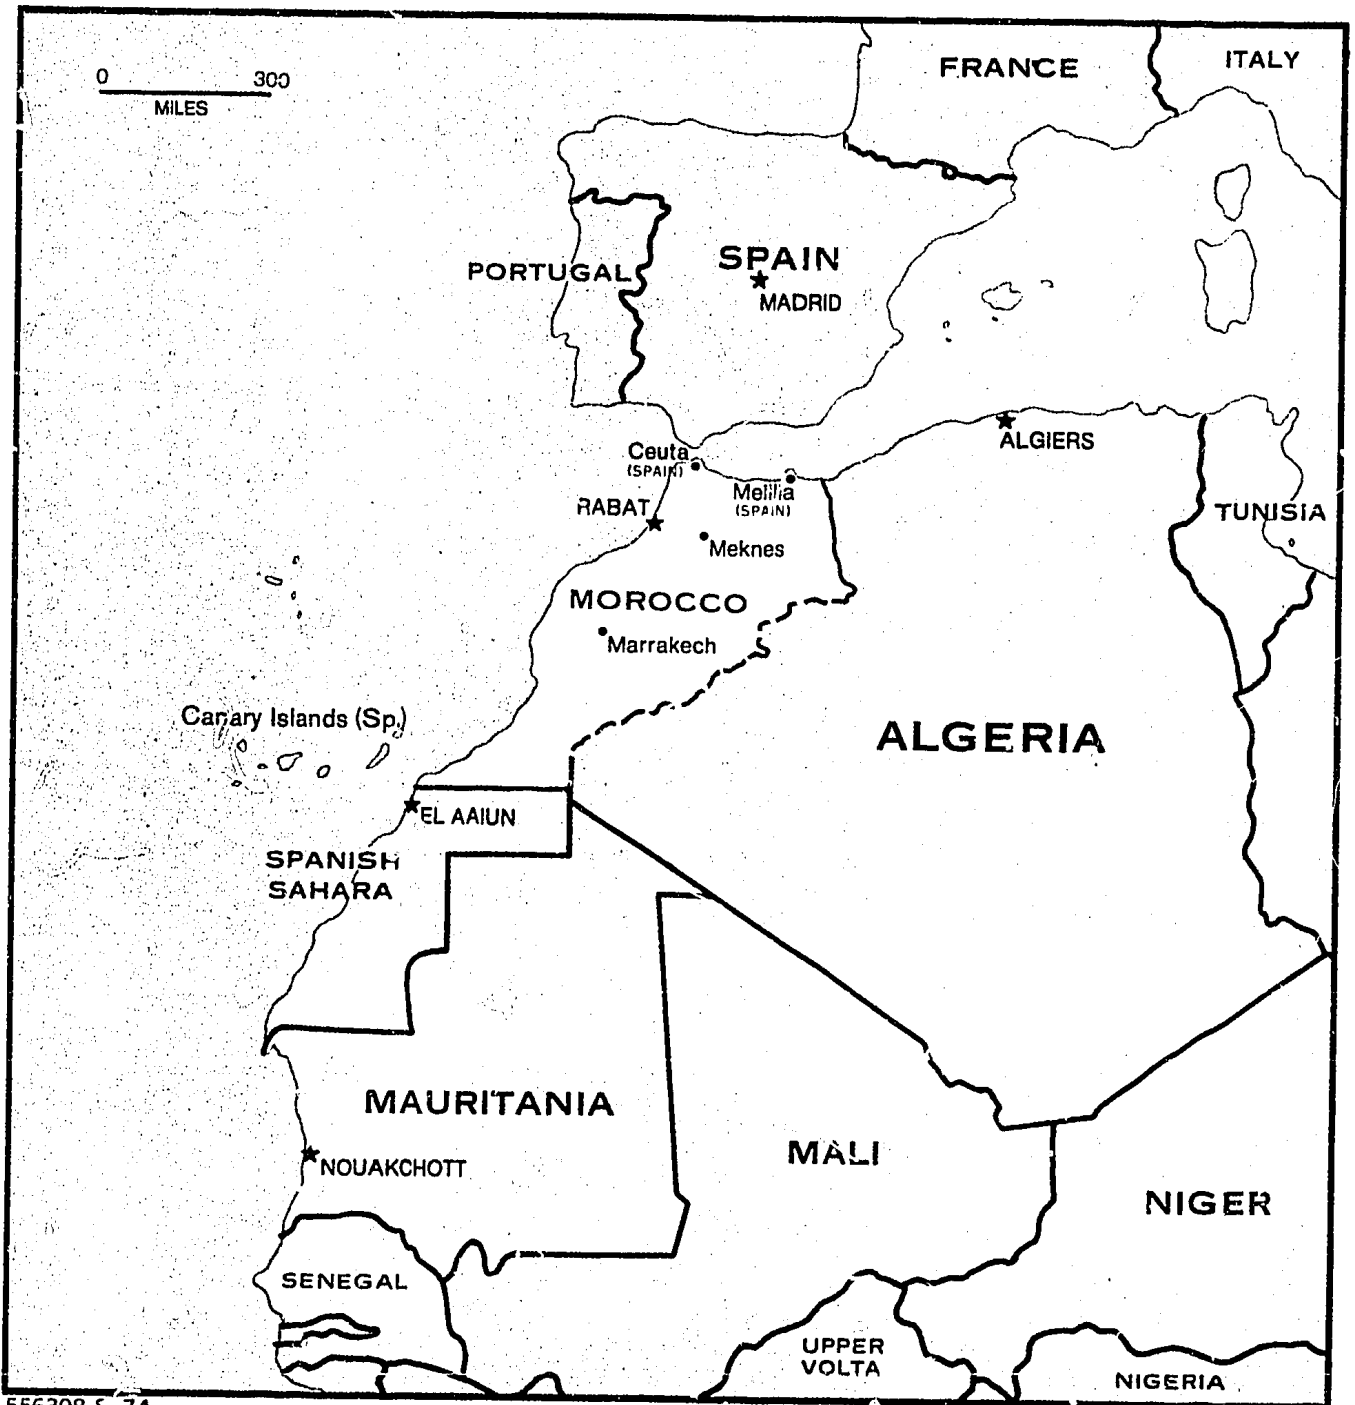 0 300
MILES
FRANCE
ITALY
PORTUGAL
SPAIN
MADRID
Ceuta
(SPAIN)
Melilla
(SPAIN)
ALGIERS
RABAT
Meknes
TUNISIA
MOROCCO
Marrakech
Canary Islands (Sp.)
ALGERIA
EL AAIUN
SPANISH
SAHARA
MAURITANIA
NOUAKCHOTT
MALI
NIGER
SENEGAL
UPPER
VOLTA
NIGERIA